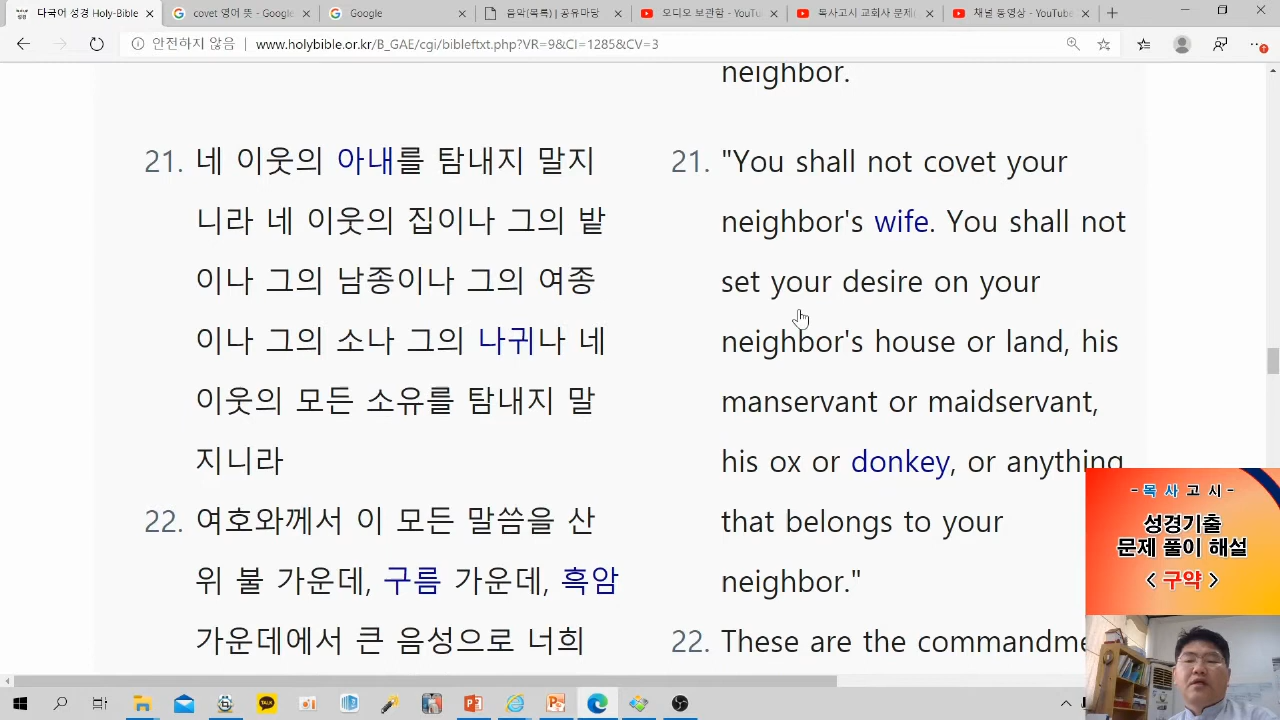 다국어 성경 Holy-Bible
covet 영어 뜻 - Google
Google
음악(목록) | 공유마당
오디오 보관함 - YouTu
목사고시 교회사 문제
채널 동영상 - YouTube
안전하지 않음 www.holybible.or.kr/B_GAE/cgi/bibleftxt.php?VR=9&CI=1285&CV=3
neighbor.
21. 네 이웃의 아내를 탐내지 말지
니라 네 이웃의 집이나 그의 밭
이나 그의 남종이나 그의 여종
이나 그의 소나 그의 나귀나 네
이웃의 모든 소유를 탐내지 말
지니라
22. 여호와께서 이 모든 말씀을 산
위 불 가운데, 구름 가운데, 흑암
가운데에서 큰 음성으로 너희
21. "You shall not covet your
neighbor's wife. You shall not
set your desire on your
neighbor's house or land, his
manservant or maidservant,
his ox or donkey, or anything
that belongs to your
neighbor."
22. These are the commandme
- 목 사 고 시 -
성경기출
문제 풀이 해설
< 구약 >
TALK